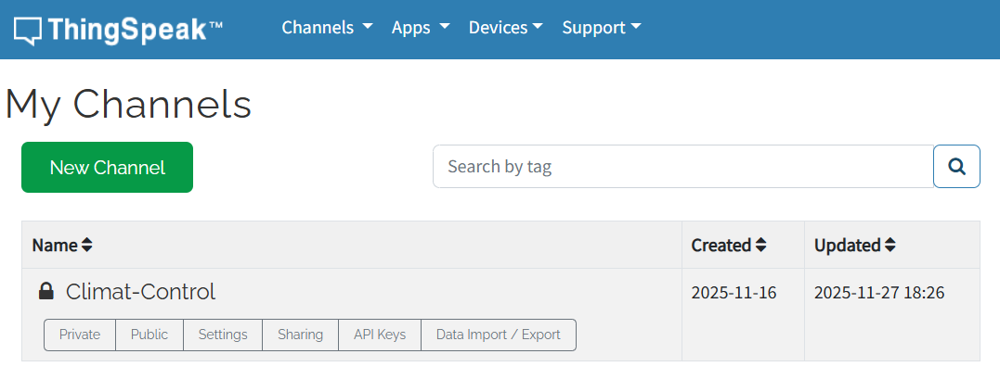 ThingSpeak™ Channels Apps Devices Support
My Channels
New Channel
Search by tag
Name Created Updated
Climat-Control 2025-11-16 2025-11-27 18:26
Private Public Settings Sharing API Keys Data Import / Export